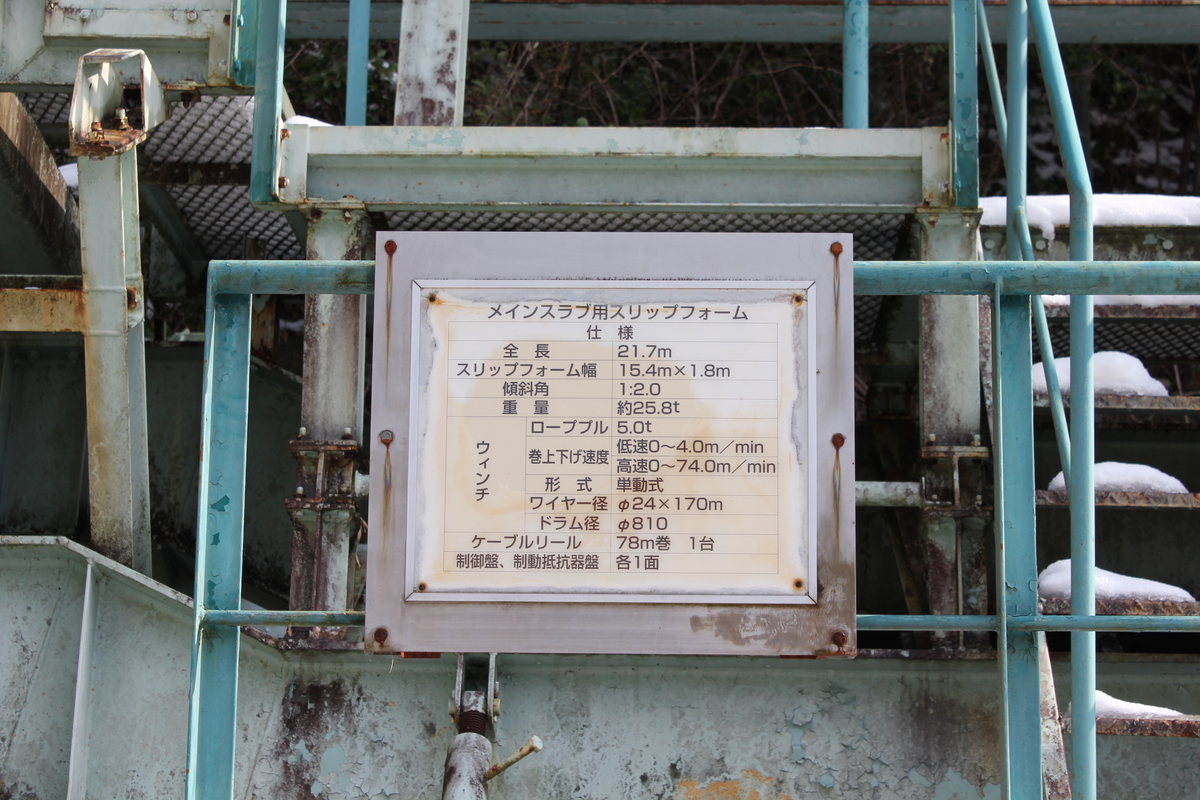 メインスラブ用スリップフォーム
仕 様
全 長 21.7m
スリップフォーム幅 15.4m×1.8m
傾斜角 1:2.0
重 量 約25.8t
ウィンチ
ローププル 5.0t
巻上下げ速度 低速0～4.0m／min
高速0～74.0m／min
形 式 単動式
ワイヤー径 φ24×170m
ドラム径 φ810
ケーブルリール 78m巻 1台
制御盤、制動抵抗器盤 各1面